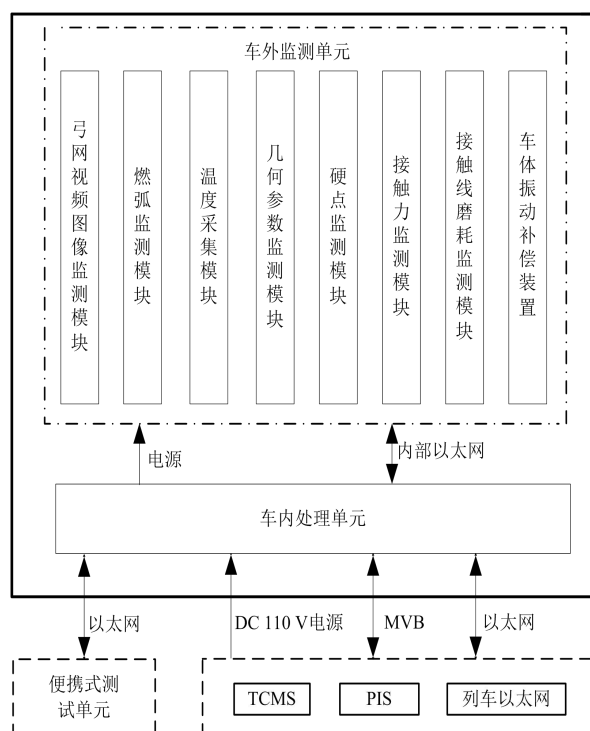 车外监测单元
弓网视频图像监测模块
燃弧监测模块
温度采集模块
几何参数监测模块
硬点监测模块
接触力监测模块
接触线磨耗监测模块
车体振动补偿装置
电源
内部以太网
车内处理单元
以太网
DC 110 V电源
MVB
以太网
便携式测
试单元
TCMS
PIS
列车以太网